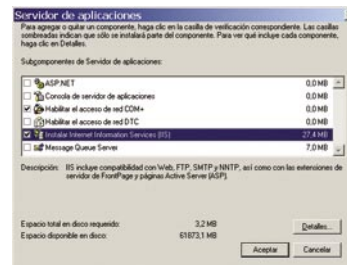 Servidor de aplicaciones
Para agregar o quitar un componente, haga clic en la casilla de verificación correspondiente. Las casillas
sombreadas indican que sólo se instalará parte del componente. Para ver qué incluye cada componente,
haga clic en Detalles.
Subcomponentes de Servidor de aplicaciones:
ASP.NET 0,0 MB
Consola de servidor de aplicaciones 0,0 MB
Habilitar el acceso de red COM+ 0,0 MB
Habilitar el acceso de red DTC 0,0 MB
Instalar Internet Information Services (IIS) 27,4 MB
Message Queue Server 7,0 MB
Descripción: IIS incluye compatibilidad con Web, FTP, SMTP y NNTP, así como con las extensiones de
servidor de FrontPage y páginas Active Server (ASP).
Espacio total en disco requerido: 3,2 MB
Detalles...
Espacio disponible en disco: 61873,1 MB
Aceptar Cancelar